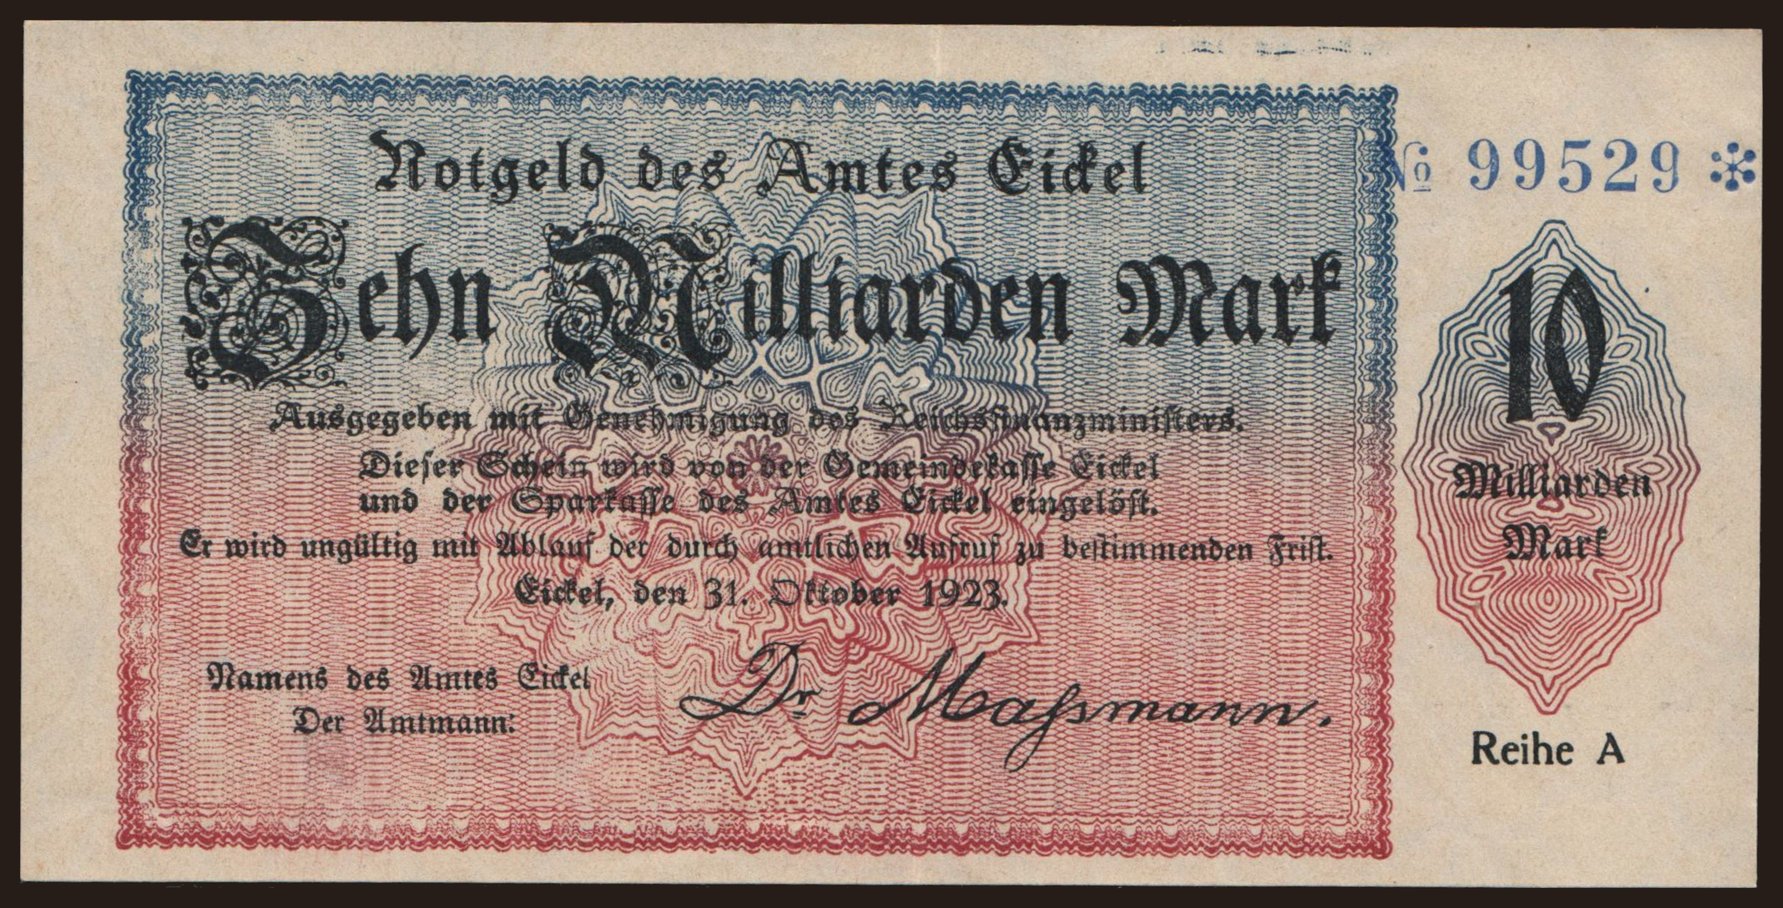 Notgeld des Amtes Eickel
Zehn Milliarden Mark
Ausgegeben mit Genehmigung des Reichsfinanzministers.
Dieser Schein wird von der Gemeindekasse Eickel
und der Sparkasse des Amtes Eickel eingelöst.
Er wird ungültig mit Ablauf der durch amtlichen Aufruf zu bestimmenden Frist.
Eickel, den 31. Oktober 1923.
Namens des Amtes Eickel
Der Amtmann:
Dr Maſsmann.
№ 99529 *
10
Milliarden
Mark
Reihe A